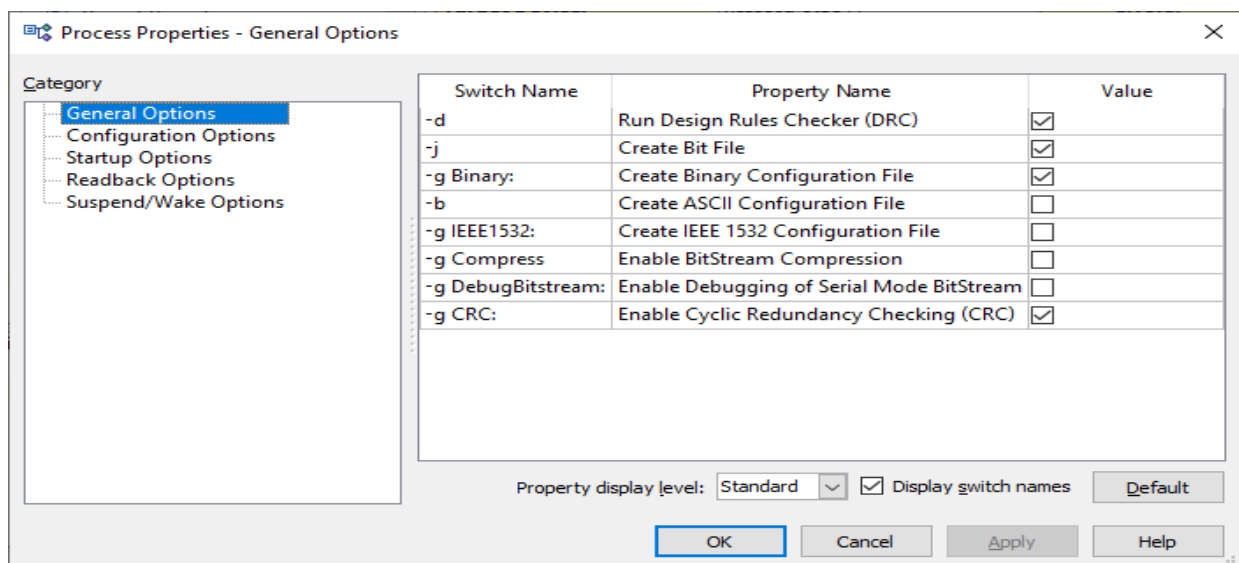 Process Properties - General Options
Category
General Options
Configuration Options
Startup Options
Readback Options
Suspend/Wake Options
Switch Name Property Name Value
-d Run Design Rules Checker (DRC)
-j Create Bit File
-g Binary: Create Binary Configuration File
-b Create ASCII Configuration File
-g IEEE1532: Create IEEE 1532 Configuration File
-g Compress Enable BitStream Compression
-g DebugBitstream: Enable Debugging of Serial Mode BitStream
-g CRC: Enable Cyclic Redundancy Checking (CRC)
Property display level: Standard Display switch names Default
OK Cancel Apply Help